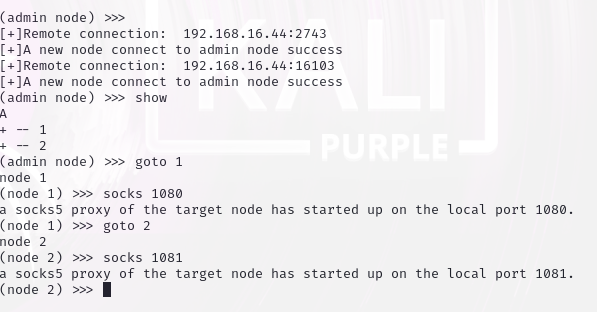 (admin node) >>>
[+]Remote connection:  192.168.16.44:2743
[+]A new node connect to admin node success
[+]Remote connection:  192.168.16.44:16103
[+]A new node connect to admin node success
(admin node) >>> show
A
+ -- 1
+ -- 2
(admin node) >>> goto 1
node 1
(node 1) >>> socks 1080
a socks5 proxy of the target node has started up on the local port 1080.
(node 1) >>> goto 2
node 2
(node 2) >>> socks 1081
a socks5 proxy of the target node has started up on the local port 1081.
(node 2) >>>
KALI
PURPLE